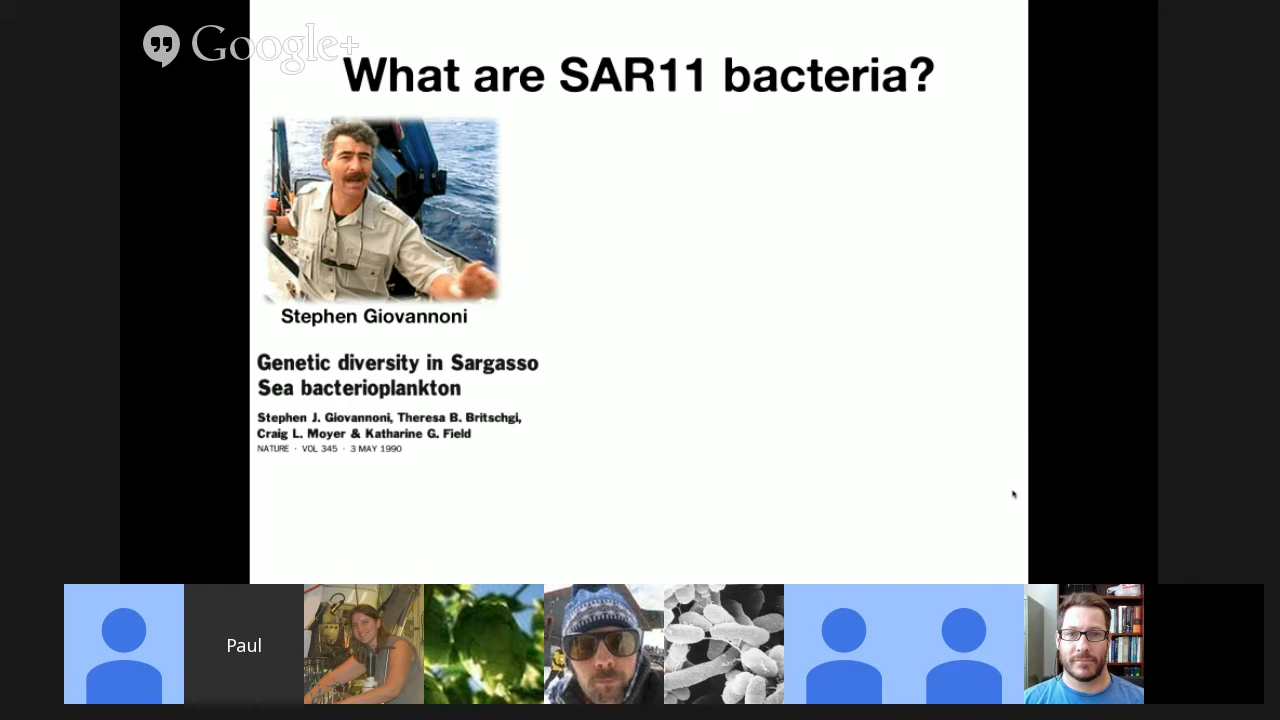 Google+
What are SAR11 bacteria?
Stephen Giovannoni
Genetic diversity in Sargasso
Sea bacterioplankton
Stephen J. Giovannoni, Theresa B. Britschgi,
Craig L. Moyer & Katharine G. Field
NATURE · VOL 345 · 3 MAY 1990
Paul